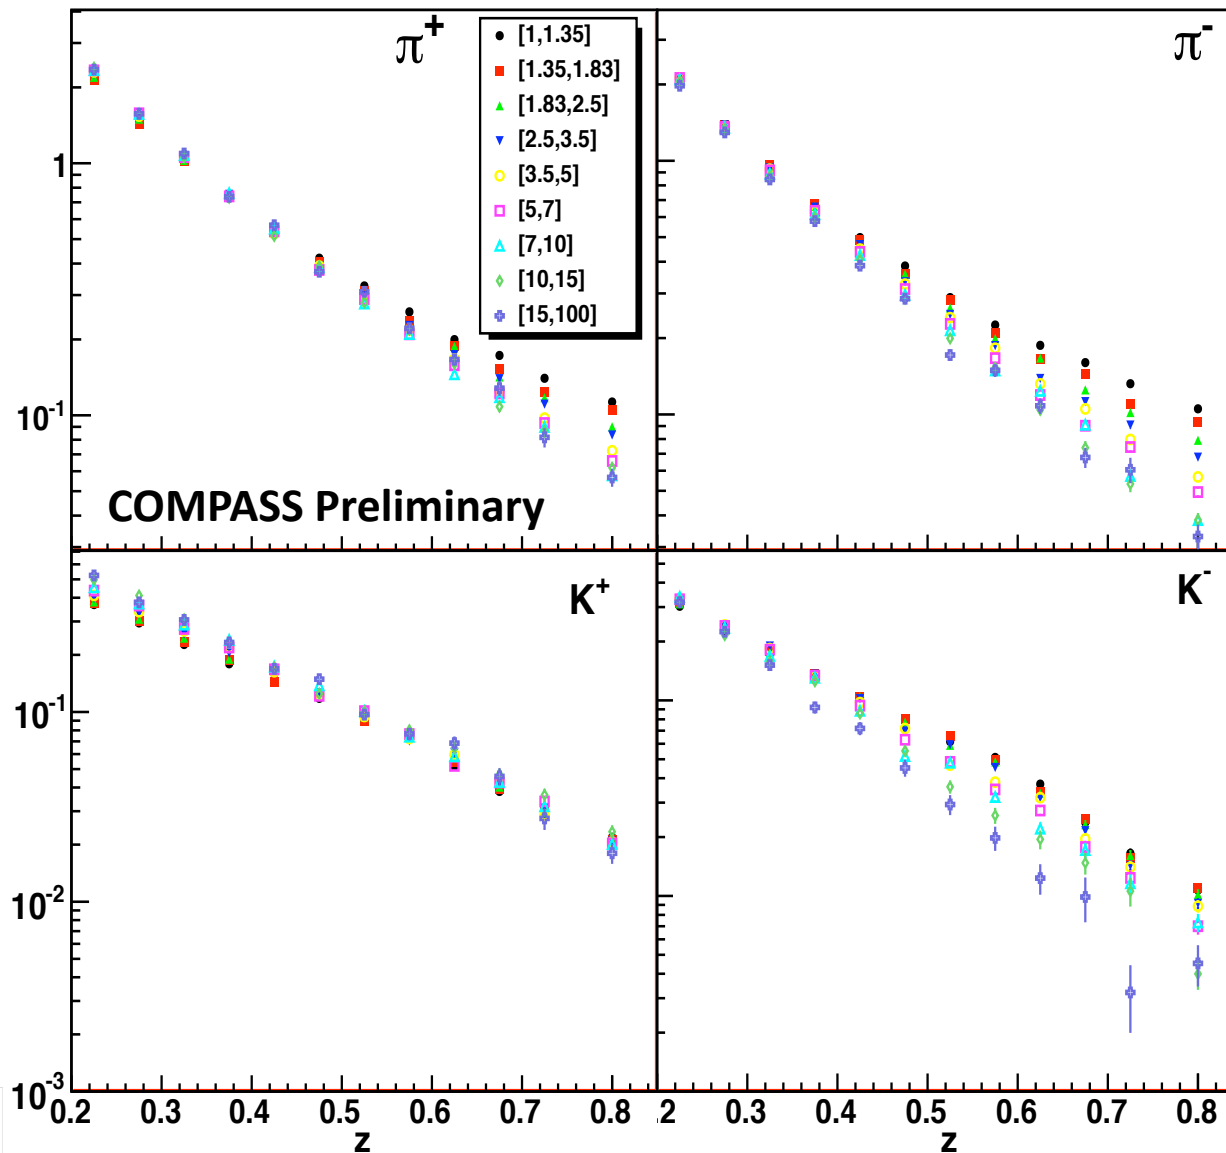 π+
π-
[1,1.35]
[1.35,1.83]
[1.83,2.5]
[2.5,3.5]
[3.5,5]
[5,7]
[7,10]
[10,15]
[15,100]
1
10-1
COMPASS Preliminary
K+
K-
10-1
10-2
10-3
0.2 0.3 0.4 0.5 0.6 0.7 0.8
0.3 0.4 0.5 0.6 0.7 0.8
z
z